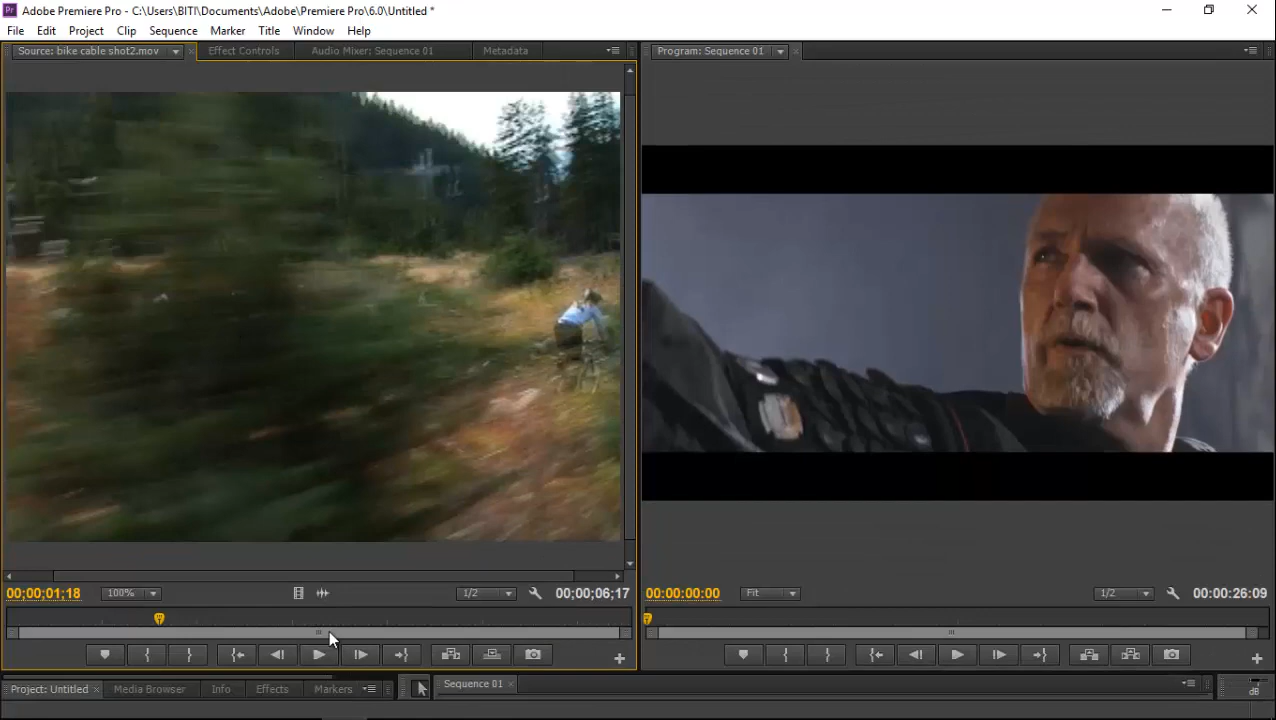 Pr Adobe Premiere Pro - C:\Users\BITI\Documents\Adobe\Premiere Pro\6.0\Untitled *
File Edit Project Clip Sequence Marker Title Window Help
Source: bike cable shot2.mov Effect Controls Audio Mixer: Sequence 01 Metadata Program: Sequence 01
00;00;01;18 100% 1/2 00;00;06;17 00:00:00:00 Fit 1/2 00:00:26:09
Project: Untitled Media Browser Info Effects Markers Sequence 01
dB